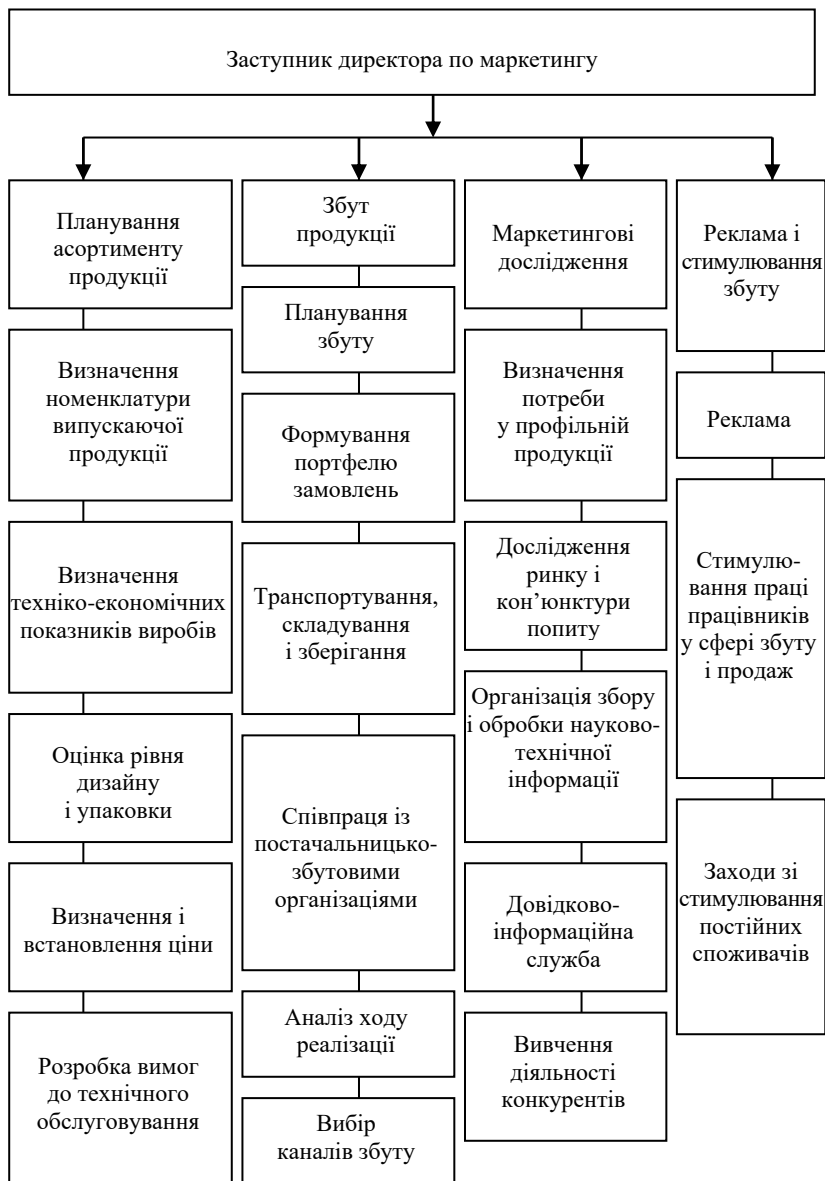 Заступник директора по маркетингу
Планування
асортименту
продукції
Визначення
номенклатури
випускаючої
продукції
Визначення
техніко-економічних
показників виробів
Оцінка рівня
дизайну
і упаковки
Визначення і
встановлення ціни
Розробка вимог
до технічного
обслуговування
Збут
продукції
Планування
збуту
Формування
портфелю
замовлень
Транспортування,
складування
і зберігання
Співпраця із
постачальницько-
збутовими
організаціями
Аналіз ходу
реалізації
Вибір
каналів збуту
Маркетингові
дослідження
Визначення
потреби
у профільній
продукції
Дослідження
ринку і
кон’юнктури
попиту
Організація збору
і обробки науково-
технічної
інформації
Довідково-
інформаційна
служба
Вивчення
діяльності
конкурентів
Реклама і
стимулювання
збуту
Реклама
Стимулю-
вання праці
працівників
у сфері збуту
і продаж
Заходи зі
стимулювання
постійних
споживачів